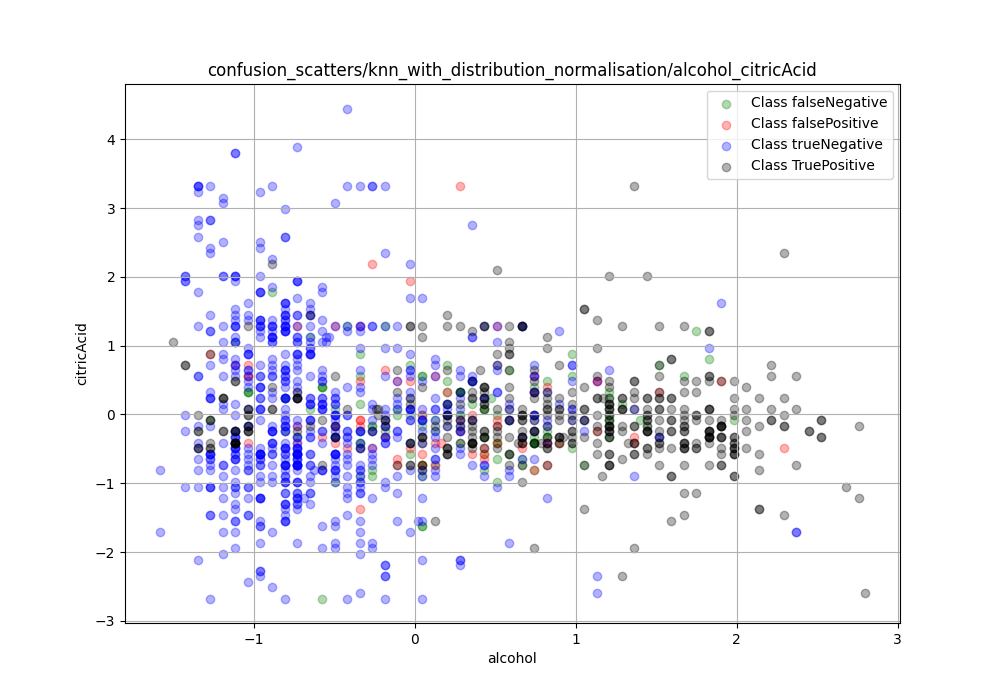 confusion_scatters/knn_with_distribution_normalisation/alcohol_citricAcid
Class falseNegative
Class falsePositive
Class trueNegative
Class TruePositive
4
3
2
1
0
−1
−2
−3
citricAcid
−1
0
1
2
3
alcohol